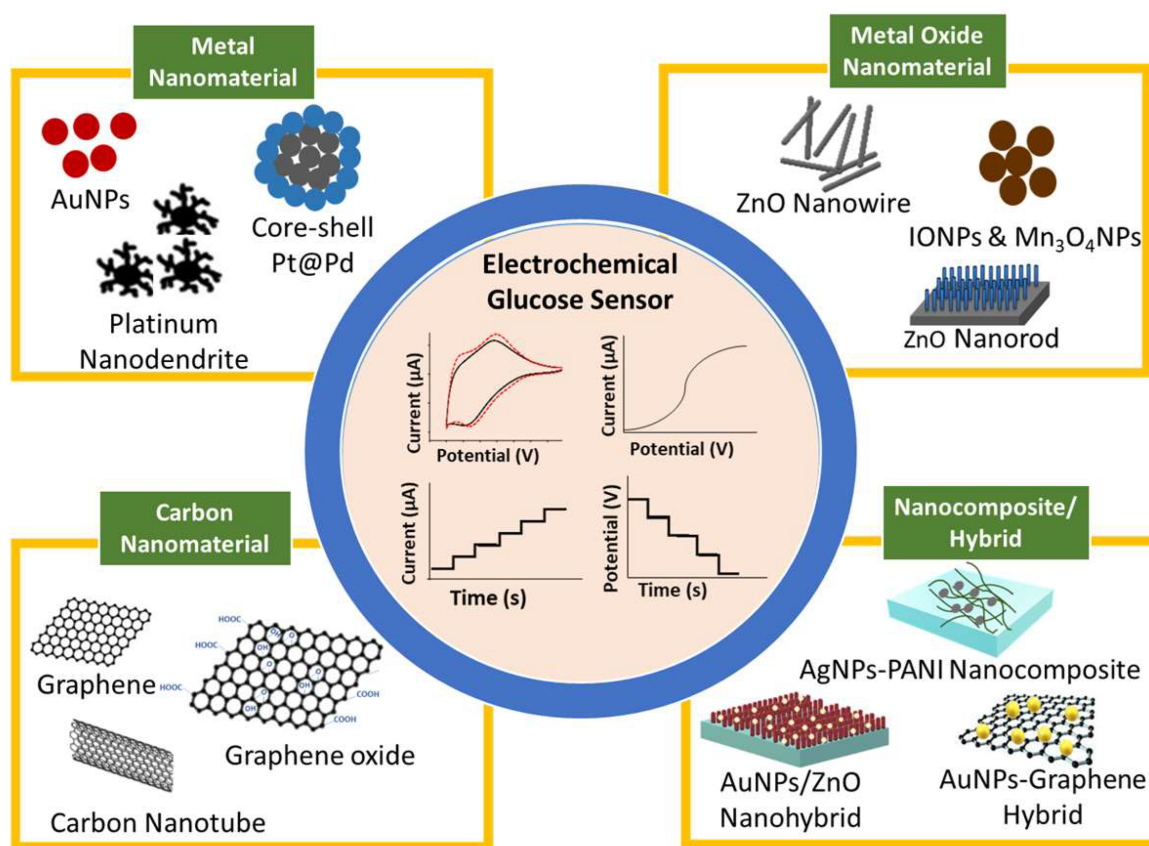 Metal
Nanomaterial
AuNPs
Core-shell
Pt@Pd
Platinum
Nanodendrite
Metal Oxide
Nanomaterial
ZnO Nanowire
IONPs & Mn₃O₄NPs
ZnO Nanorod
Electrochemical
Glucose Sensor
Current (µA)
Potential (V)
Current (µA)
Potential (V)
Current (µA)
Time (s)
Potential (V)
Time (s)
Carbon
Nanomaterial
Graphene
HOOC
HOOC
HOOC
OH
O
OH
O
O
OH
O
OH
COOH
COOH
Graphene oxide
Carbon Nanotube
Nanocomposite/
Hybrid
AgNPs-PANI Nanocomposite
AuNPs/ZnO
Nanohybrid
AuNPs-Graphene
Hybrid